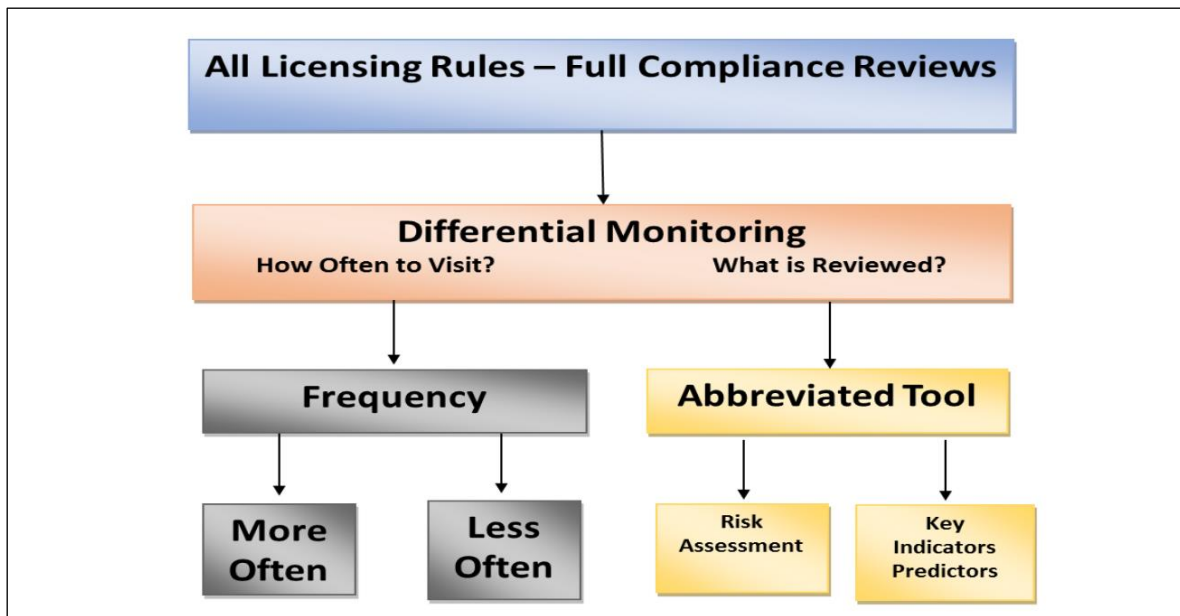 All Licensing Rules – Full Compliance Reviews
Differential Monitoring
How Often to Visit?
What is Reviewed?
Frequency
Abbreviated Tool
More
Often
Less
Often
Risk
Assessment
Key
Indicators
Predictors